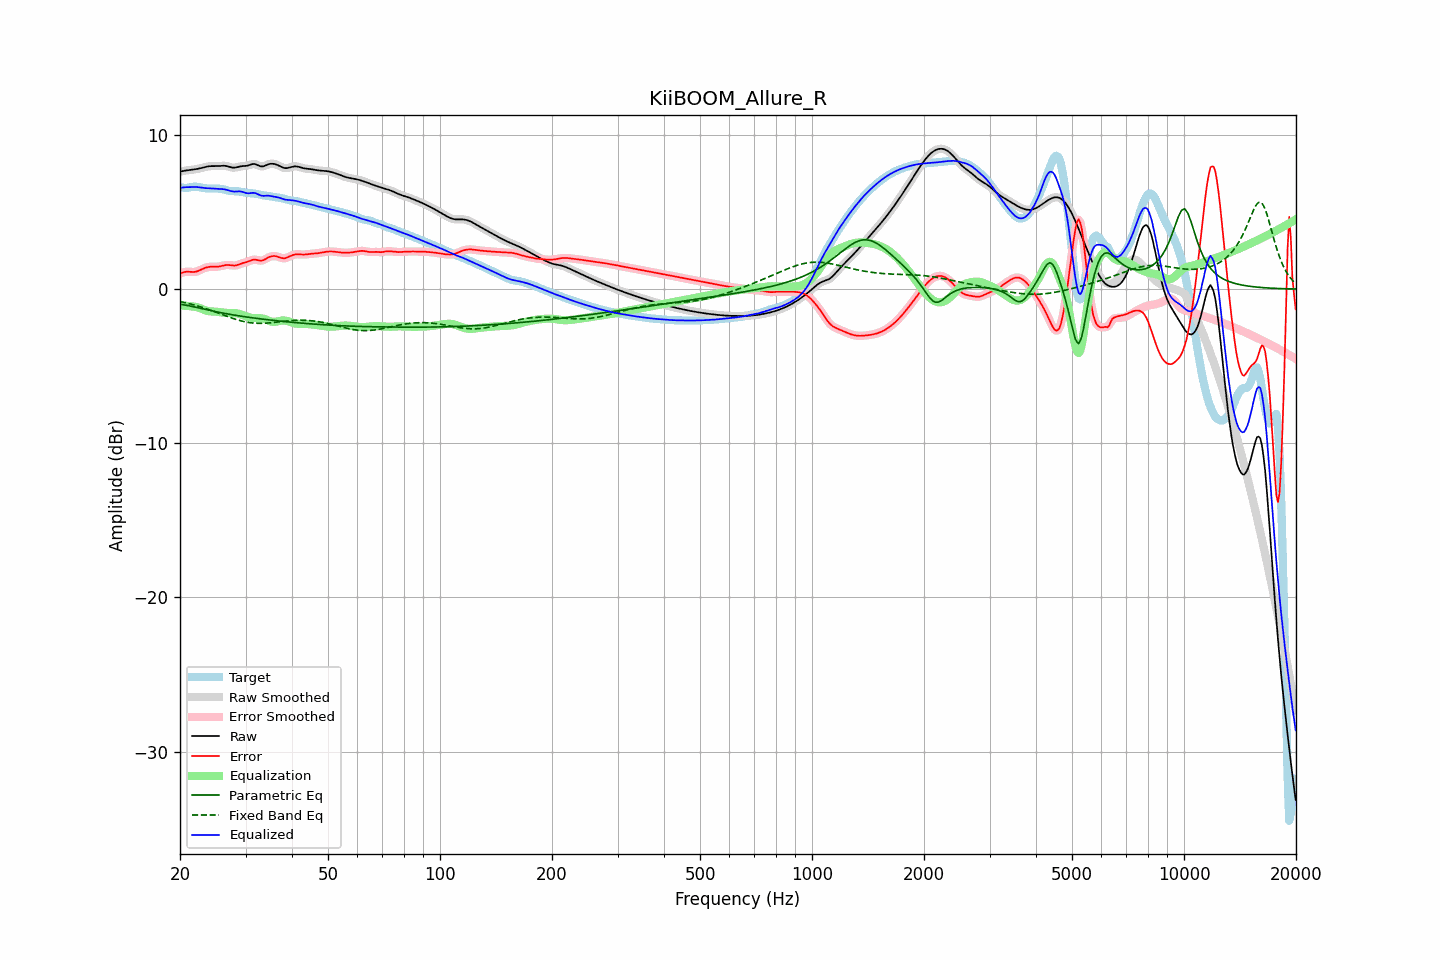 KiiBOOM_Allure_R
10
0
−10
−20
−30
Amplitude (dBr)
Target
Raw Smoothed
Error Smoothed
Raw
Error
Equalization
Parametric Eq
Fixed Band Eq
Equalized
20 50 100 200 500 1000 2000 5000 10000 20000
Frequency (Hz)